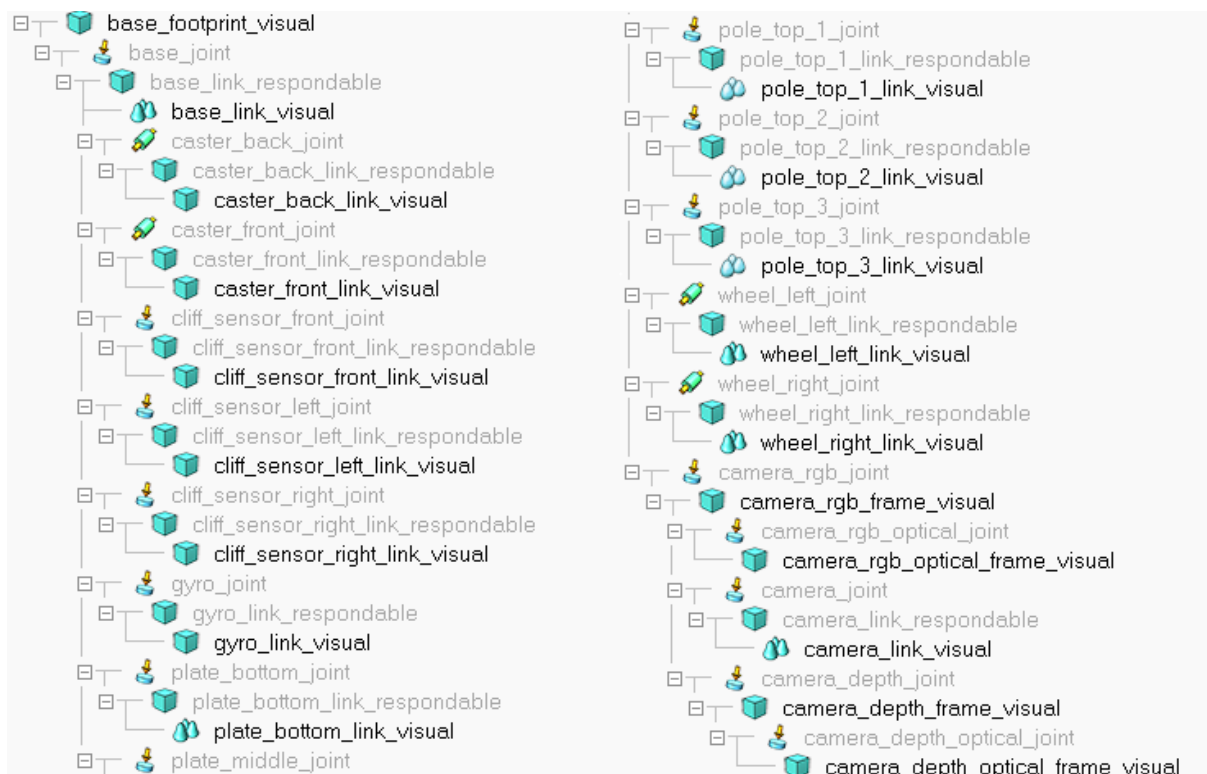 base_footprint_visual
base_joint
base_link_respondable
base_link_visual
caster_back_joint
caster_back_link_respondable
caster_back_link_visual
caster_front_joint
caster_front_link_respondable
caster_front_link_visual
cliff_sensor_front_joint
cliff_sensor_front_link_respondable
cliff_sensor_front_link_visual
cliff_sensor_left_joint
cliff_sensor_left_link_respondable
cliff_sensor_left_link_visual
cliff_sensor_right_joint
cliff_sensor_right_link_respondable
cliff_sensor_right_link_visual
gyro_joint
gyro_link_respondable
gyro_link_visual
plate_bottom_joint
plate_bottom_link_respondable
plate_bottom_link_visual
plate_middle_joint
pole_top_1_joint
pole_top_1_link_respondable
pole_top_1_link_visual
pole_top_2_joint
pole_top_2_link_respondable
pole_top_2_link_visual
pole_top_3_joint
pole_top_3_link_respondable
pole_top_3_link_visual
wheel_left_joint
wheel_left_link_respondable
wheel_left_link_visual
wheel_right_joint
wheel_right_link_respondable
wheel_right_link_visual
camera_rgb_joint
camera_rgb_frame_visual
camera_rgb_optical_joint
camera_rgb_optical_frame_visual
camera_joint
camera_link_respondable
camera_link_visual
camera_depth_joint
camera_depth_frame_visual
camera_depth_optical_joint
camera_depth_optical_frame_visual